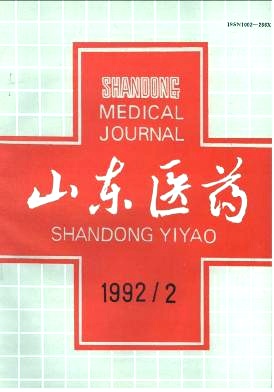 ISSN1002-266X
SHANDONG
MEDICAL
JOURNAL
山东医药
SHANDONG YIYAO
1992/2